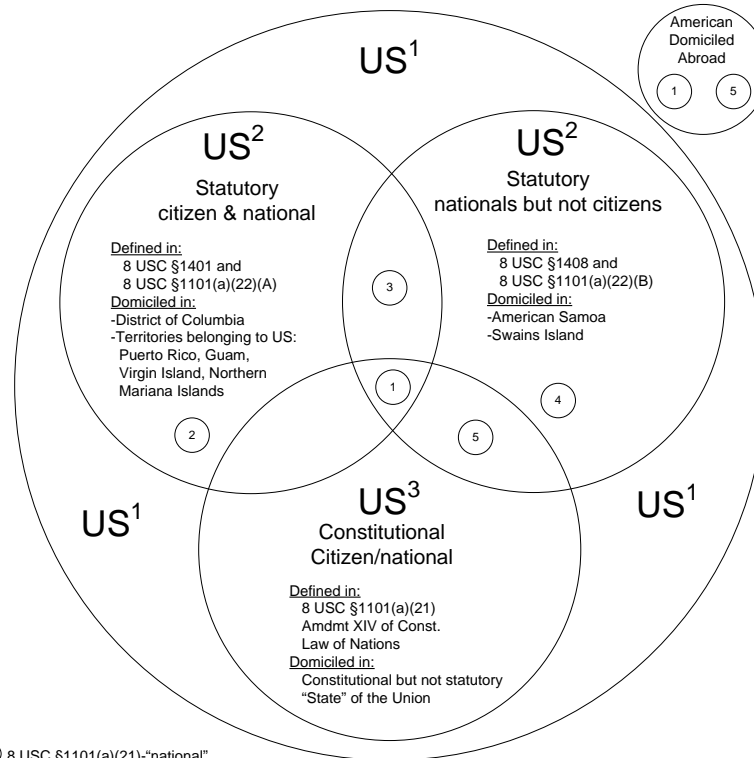 American
Domiciled
Abroad
1 5
US¹
US²
Statutory
citizen & national
Defined in:
8 USC §1401 and
8 USC §1101(a)(22)(A)
Domiciled in:
-District of Columbia
-Territories belonging to US:
Puerto Rico, Guam,
Virgin Island, Northern
Mariana Islands
2
US²
Statutory
nationals but not citizens
Defined in:
8 USC §1408 and
8 USC §1101(a)(22)(B)
Domiciled in:
-American Samoa
-Swains Island
4
3
1
5
US¹
US¹
US³
Constitutional
Citizen/national
Defined in:
8 USC §1101(a)(21)
Amdmt XIV of Const.
Law of Nations
Domiciled in:
Constitutional but not statutory
“State” of the Union
8 USC §1101(a)(21)-“national”